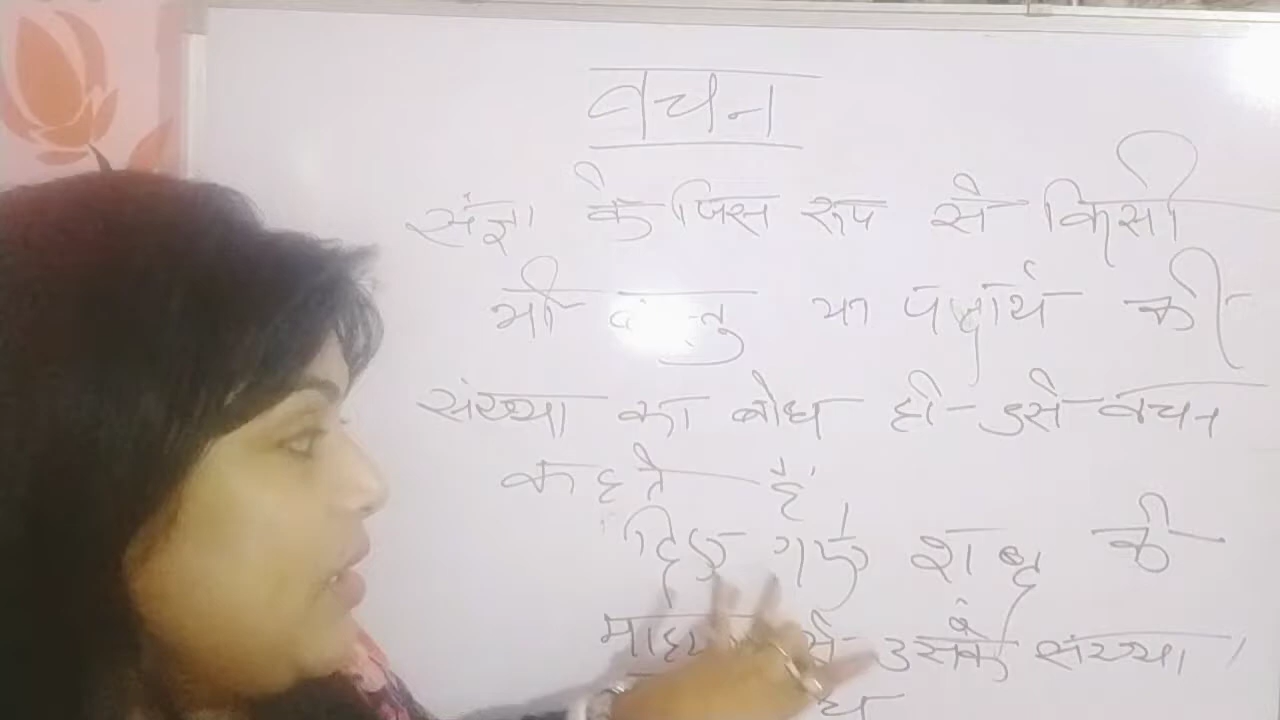 वचन
संज्ञा के जिस रूप से किसी
भी वस्तु या पदार्थ की
संख्या का बोध हो उसे वचन
कहते हैं।
दिए गए शब्द के
से उसके संख्या